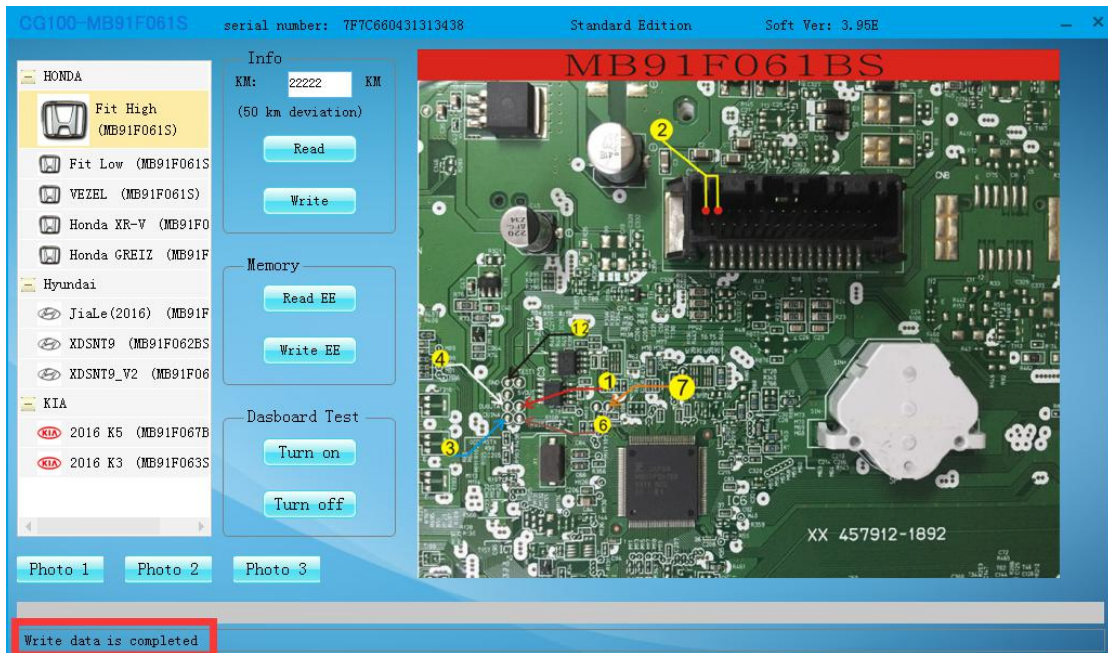 CG100-MB91F061S serial number: 7F7C660431313438 Standard Edition Soft Ver: 3.95E
HONDA
Fit High
(MB91F061S)
Fit Low (MB91F061S
VEZEL (MB91F061S)
Honda XR-V (MB91F0
Honda GREIZ (MB91F
Hyundai
JiaLe(2016) (MB91F
XDSNT9 (MB91F062BS
XDSNT9_V2 (MB91F06
KIA
2016 K5 (MB91F067B
2016 K3 (MB91F063S
Photo 1 Photo 2 Photo 3
Info
KM: 22222 KM
(50 km deviation)
Read
Write
Memory
Read EE
Write EE
Dasboard Test
Turn on
Turn off
MB91F061BS
2
12
4
1
7
6
3
XX 457912-1892
Write data is completed